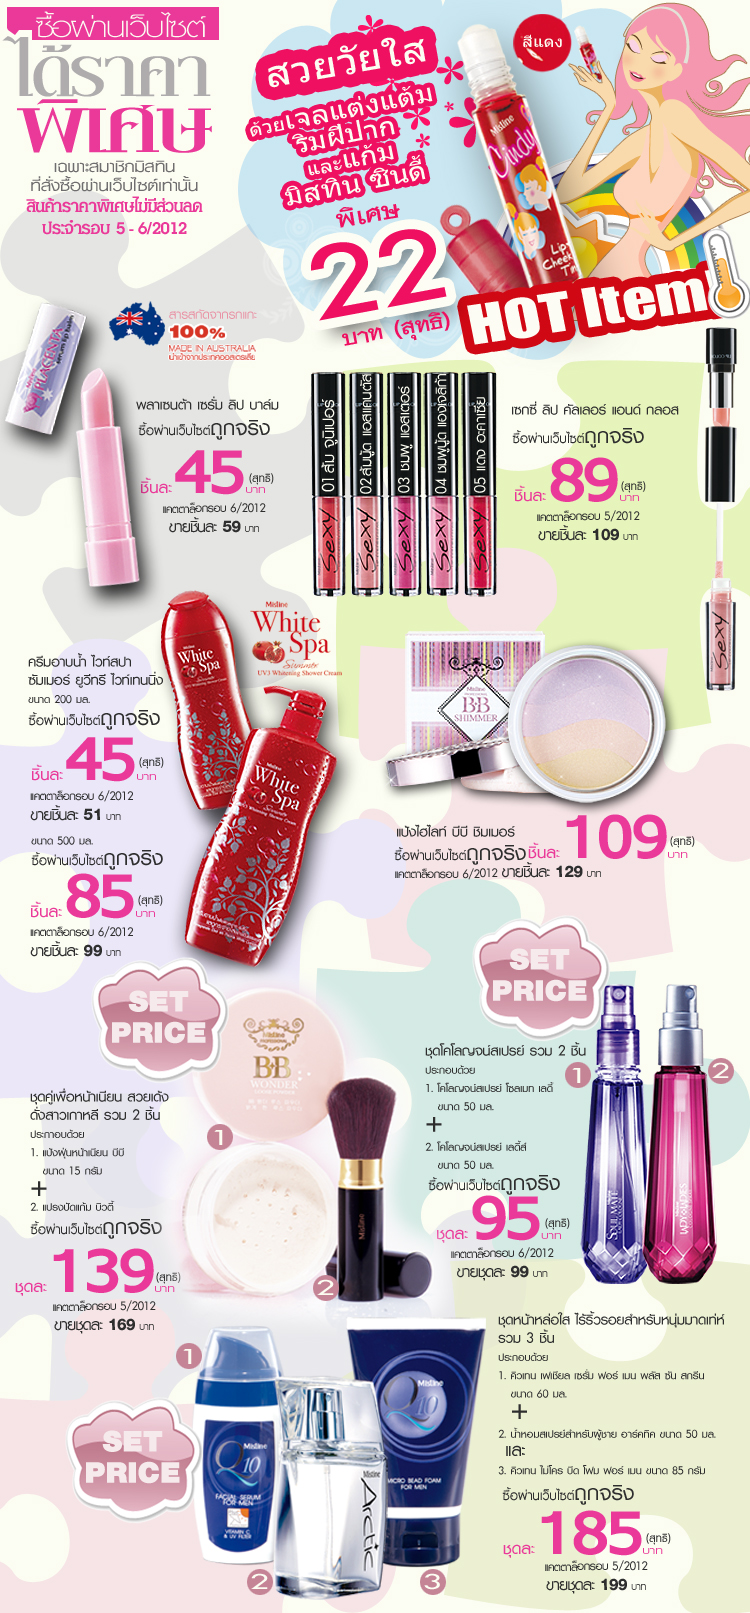 ซื้อผ่านเว็บไซต์
ได้ราคา
พิเศษ
เฉพาะสมาชิกมิสทิน
ที่สั่งซื้อผ่านเว็บไซต์เท่านั้น
สินค้าราคาพิเศษไม่มีส่วนลด
ประจำรอบ 5 - 6/2012
สวยวัยใส
ด้วยเจลแต่งแต้ม
ริมฝีปาก
และแก้ม
มิสทิน ซินดี้
พิเศษ
22
บาท (สุทธิ)
สีแดง
Mistine
Cindy
HOT Item!
PLACENTA
สารสกัดจากรกแกะ
100%
MADE IN AUSTRALIA
นำเข้าจากประเทศออสเตรเลีย
พลาเซนต้า เซรั่ม ลิป บาล์ม
ซื้อผ่านเว็บไซต์ถูกจริง
ชิ้นละ 45 (สุทธิ) บาท
แคตตาล็อกรอบ 6/2012
ขายชิ้นละ 59 บาท
01 ส้ม จูนิเปอร์
02 ส้มนู้ด แอสแคนตัส
03 ชมพู แอสเตอร์
04 ชมพูนู้ด แองเจิลิก้า
05 แดง อะคาเซีย
Sexy
Sexy
Sexy
Sexy
Sexy
เซกซี่ ลิป คัลเลอร์ แอนด์ กลอส
ซื้อผ่านเว็บไซต์ถูกจริง
ชิ้นละ 89 (สุทธิ) บาท
แคตตาล็อกรอบ 5/2012
ขายชิ้นละ 109 บาท
Sexy
ครีมอาบน้ำ ไวท์สปา
ซัมเมอร์ ยูวีทรี ไวท์เทนนิ่ง
ขนาด 200 มล.
ซื้อผ่านเว็บไซต์ถูกจริง
ชิ้นละ 45 (สุทธิ) บาท
แคตตาล็อกรอบ 6/2012
ขายชิ้นละ 51 บาท
ขนาด 500 มล.
ซื้อผ่านเว็บไซต์ถูกจริง
ชิ้นละ 85 (สุทธิ) บาท
แคตตาล็อกรอบ 6/2012
ขายชิ้นละ 99 บาท
Mistine
White
Spa
Summer
UV3 Whitening Shower Cream
White
Spa
White
Spa
Mistine
BB
SHIMMER
แป้งไฮไลท์ บีบี ชิมเมอร์
ซื้อผ่านเว็บไซต์ถูกจริง ชิ้นละ 109 (สุทธิ) บาท
แคตตาล็อกรอบ 6/2012 ขายชิ้นละ 129 บาท
SET
PRICE
ชุดคู่เพื่อหน้าเนียน สวยเด้ง
ดั่งสาวเกาหลี รวม 2 ชิ้น
ประกอบด้วย
1. แป้งฝุ่นหน้าเนียน บีบี
ขนาด 15 กรัม
+
2. แปรงปัดแก้ม บิวตี้
ซื้อผ่านเว็บไซต์ถูกจริง
ชุดละ 139 (สุทธิ) บาท
แคตตาล็อกรอบ 5/2012
ขายชุดละ 169 บาท
Mistine
BB
WONDER
1
Mistine
2
SET
PRICE
ชุดโคโลญจน์สเปรย์ รวม 2 ชิ้น
ประกอบด้วย
1. โคโลญจน์สเปรย์ โซลเมท เลดี้
ขนาด 50 มล.
+
2. โคโลญจน์สเปรย์ เลดี้ส์
ขนาด 50 มล.
ซื้อผ่านเว็บไซต์ถูกจริง
ชุดละ 95 (สุทธิ) บาท
แคตตาล็อกรอบ 6/2012
ขายชุดละ 99 บาท
1
2
SOULMATE
ชุดหน้าหล่อใส ไร้ริ้วรอยสำหรับหนุ่มมาดเท่ห์
รวม 3 ชิ้น
ประกอบด้วย
1. คิวเทน เฟเชียล เซรั่ม ฟอร์ เมน พลัส ซัน สกรีน
ขนาด 60 มล.
+
2. น้ำหอมสเปรย์สำหรับผู้ชาย อาร์คทิค ขนาด 50 มล.
และ
3. คิวเทน ไมโคร บีด โฟม ฟอร์ เมน ขนาด 85 กรัม
ซื้อผ่านเว็บไซต์ถูกจริง
ชุดละ 185 (สุทธิ) บาท
แคตตาล็อกรอบ 5/2012
ขายชุดละ 199 บาท
SET
PRICE
1
Mistine
Q10
FACIAL SERUM
FOR MEN
VITAMIN C
& UV FILTER
Mistine
Arctic
2
Mistine
Q10
MICRO BEAD FOAM
FOR MEN
3